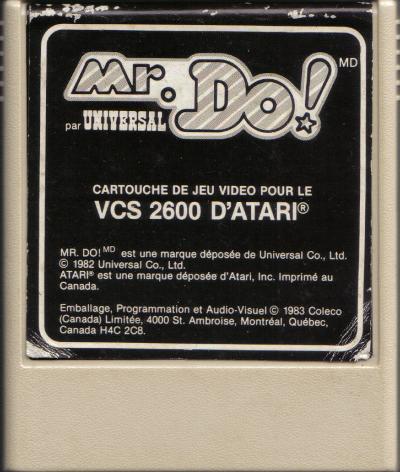 Mr. Do! MD
par UNIVERSAL
CARTOUCHE DE JEU VIDEO POUR LE
VCS 2600 D'ATARI®
MR. DO! MD est une marque déposée de Universal Co., Ltd.
© 1982 Universal Co., Ltd.
ATARI® est une marque déposée d'Atari, Inc. Imprimé au
Canada.
Emballage, Programmation et Audio-Visuel © 1983 Coleco
(Canada) Limitée, 4000 St. Ambroise, Montréal, Québec,
Canada H4C 2C8.